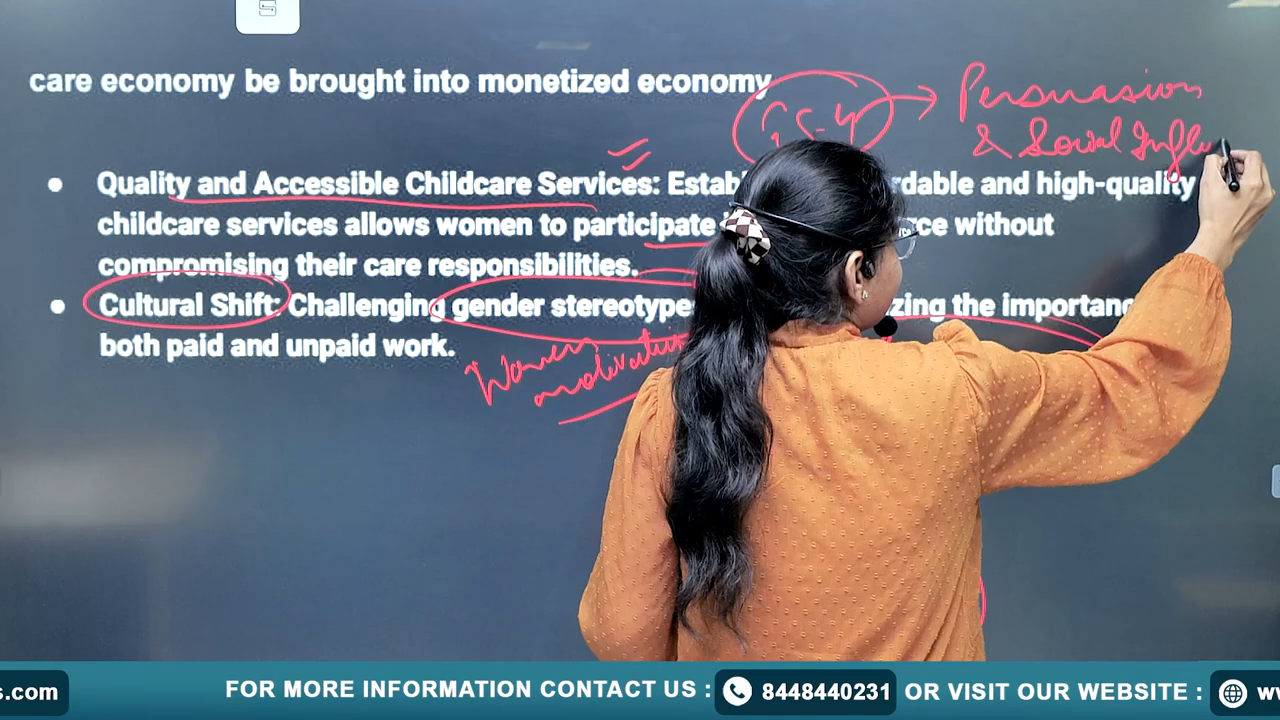 care economy be brought into monetized economy
GS-4 → Persuasion
& Social Influ
Quality and Accessible Childcare Services: Estab rdable and high-quality
childcare services allows women to participate ce without
compromising their care responsibilities.
Cultural Shift: Challenging gender stereotype zing the importanc
both paid and unpaid work.
Women
s.com
FOR MORE INFORMATION CONTACT US : 8448440231 OR VISIT OUR WEBSITE :